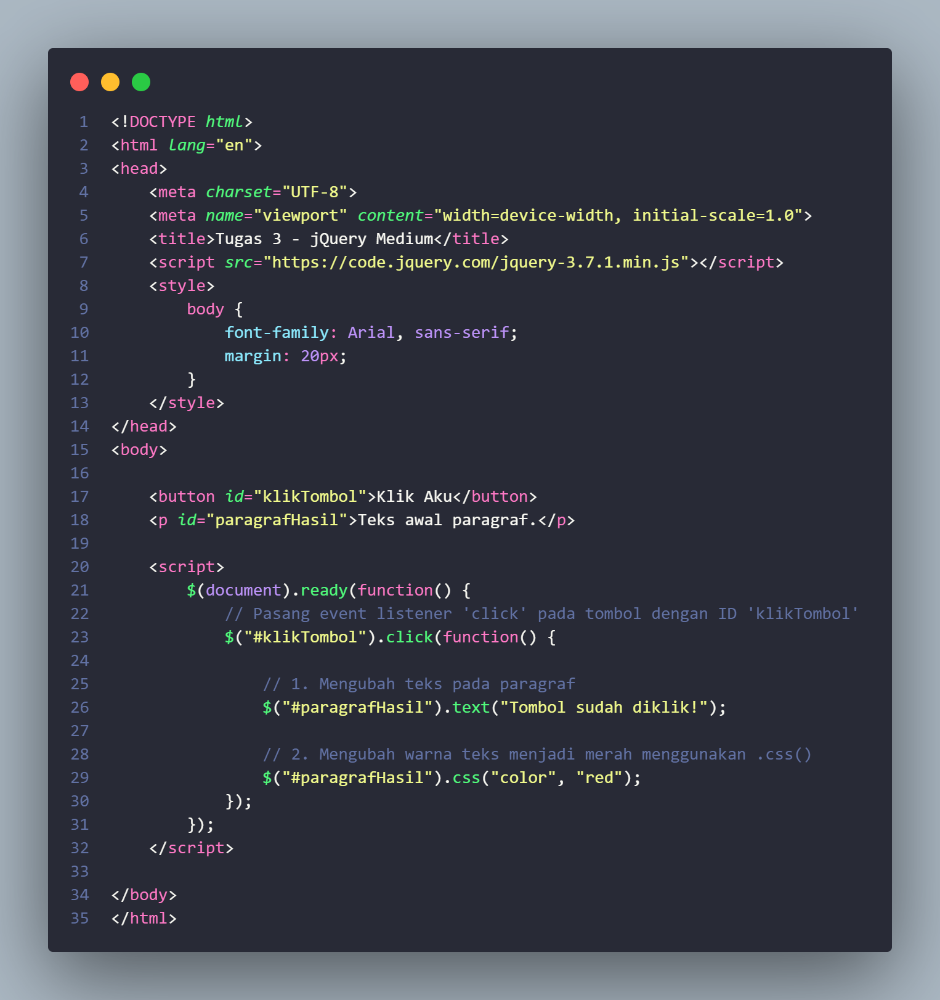 1 <!DOCTYPE html>
2 <html lang="en">
3 <head>
4     <meta charset="UTF-8">
5     <meta name="viewport" content="width=device-width, initial-scale=1.0">
6     <title>Tugas 3 - jQuery Medium</title>
7     <script src="https://code.jquery.com/jquery-3.7.1.min.js"></script>
8     <style>
9         body {
10             font-family: Arial, sans-serif;
11             margin: 20px;
12         }
13     </style>
14 </head>
15 <body>
16
17     <button id="klikTombol">Klik Aku</button>
18     <p id="paragrafHasil">Teks awal paragraf.</p>
19
20     <script>
21         $(document).ready(function() {
22             // Pasang event listener 'click' pada tombol dengan ID 'klikTombol'
23             $("#klikTombol").click(function() {
24
25                 // 1. Mengubah teks pada paragraf
26                 $("#paragrafHasil").text("Tombol sudah diklik!");
27
28                 // 2. Mengubah warna teks menjadi merah menggunakan .css()
29                 $("#paragrafHasil").css("color", "red");
30             });
31         });
32     </script>
33
34 </body>
35 </html>